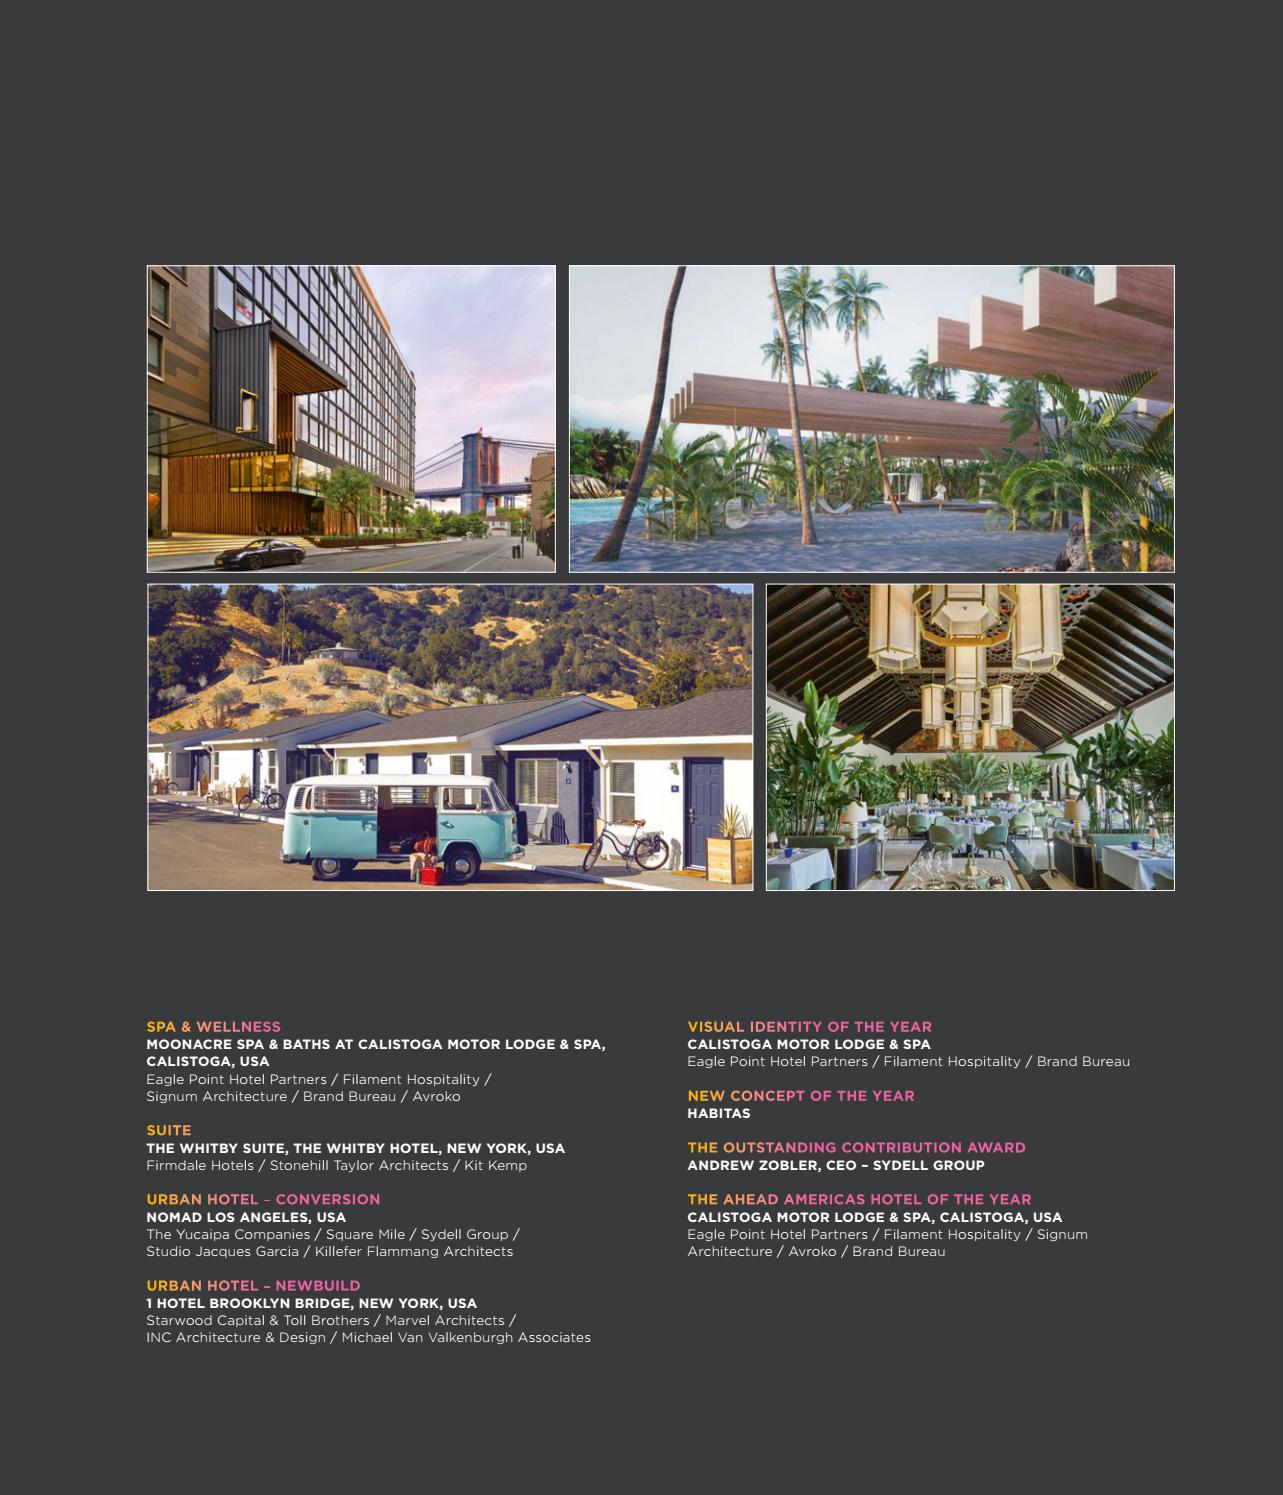 SPA & WELLNESS
MOONACRE SPA & BATHS AT CALISTOGA MOTOR LODGE & SPA,
CALISTOGA, USA
Eagle Point Hotel Partners / Filament Hospitality /
Signum Architecture / Brand Bureau / Avroko
SUITE
THE WHITBY SUITE, THE WHITBY HOTEL, NEW YORK, USA
Firmdale Hotels / Stonehill Taylor Architects / Kit Kemp
URBAN HOTEL – CONVERSION
NOMAD LOS ANGELES, USA
The Yucaipa Companies / Square Mile / Sydell Group /
Studio Jacques Garcia / Killefer Flammang Architects
URBAN HOTEL – NEWBUILD
1 HOTEL BROOKLYN BRIDGE, NEW YORK, USA
Starwood Capital & Toll Brothers / Marvel Architects /
INC Architecture & Design / Michael Van Valkenburgh Associates
VISUAL IDENTITY OF THE YEAR
CALISTOGA MOTOR LODGE & SPA
Eagle Point Hotel Partners / Filament Hospitality / Brand Bureau
NEW CONCEPT OF THE YEAR
HABITAS
THE OUTSTANDING CONTRIBUTION AWARD
ANDREW ZOBLER, CEO – SYDELL GROUP
THE AHEAD AMERICAS HOTEL OF THE YEAR
CALISTOGA MOTOR LODGE & SPA, CALISTOGA, USA
Eagle Point Hotel Partners / Filament Hospitality / Signum
Architecture / Avroko / Brand Bureau